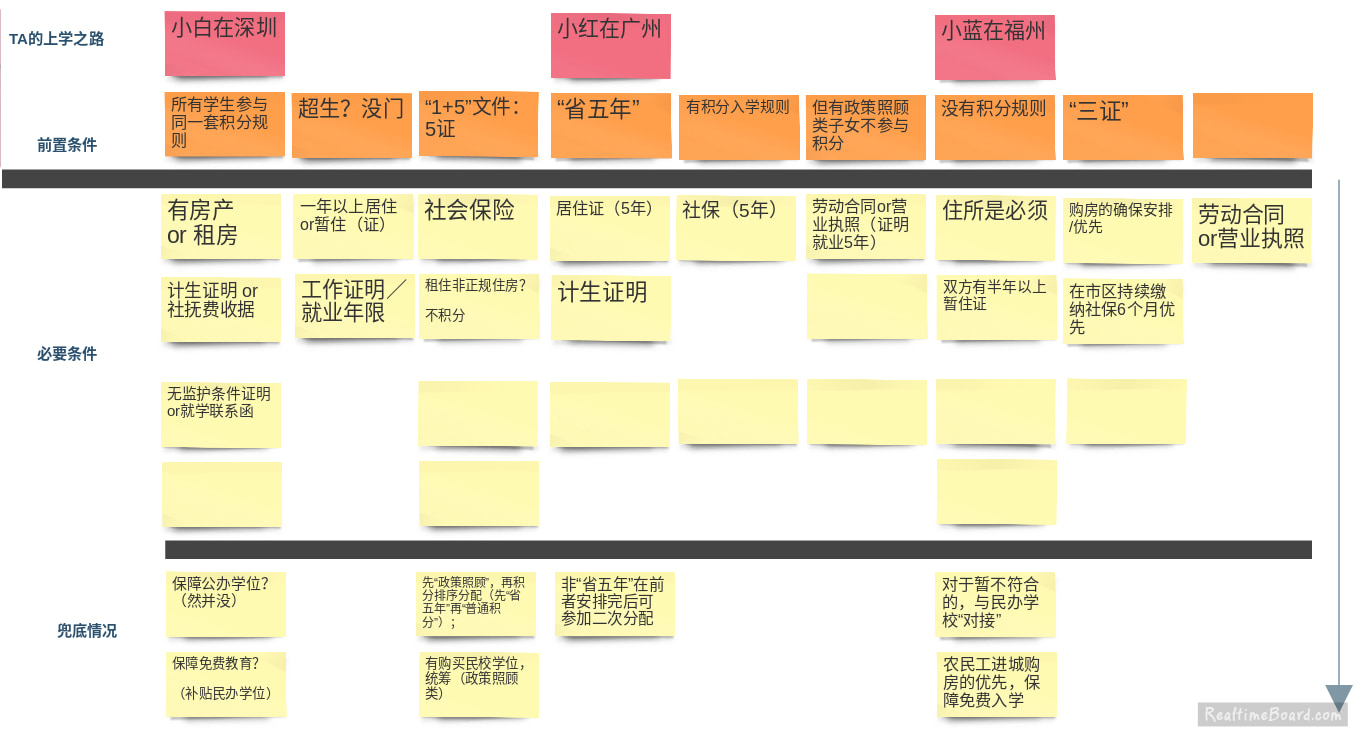 TA的上学之路
小白在深圳
小红在广州
小蓝在福州
前置条件
所有学生参与
同一套积分规
则
超生？没门
“1+5”文件：
5证
“省五年”
有积分入学规则
但有政策照顾
类子女不参与
积分
没有积分规则
“三证”
必要条件
有房产
or 租房
一年以上居住
or暂住（证）
社会保险
居住证（5年）
社保（5年）
劳动合同or营
业执照（证明
就业5年）
住所是必须
购房的确保安排
/优先
劳动合同
or营业执照
计生证明 or
社抚费收据
工作证明／
就业年限
租住非正规住房？
不积分
计生证明
双方有半年以上
暂住证
在市区持续缴
纳社保6个月优
先
无监护条件证明
or就学联系函
兜底情况
保障公办学位？
（然并没）
先“政策照顾”，再积
分排序分配（先“省
五年”再“普通积
分”）；
非“省五年”在前
者安排完后可
参加二次分配
对于暂不符合
的，与民办学
校“对接”
保障免费教育？
（补贴民办学位）
有购买民校学位，
统筹（政策照顾
类）
农民工进城购
房的优先，保
障免费入学
RealtimeBoard.com